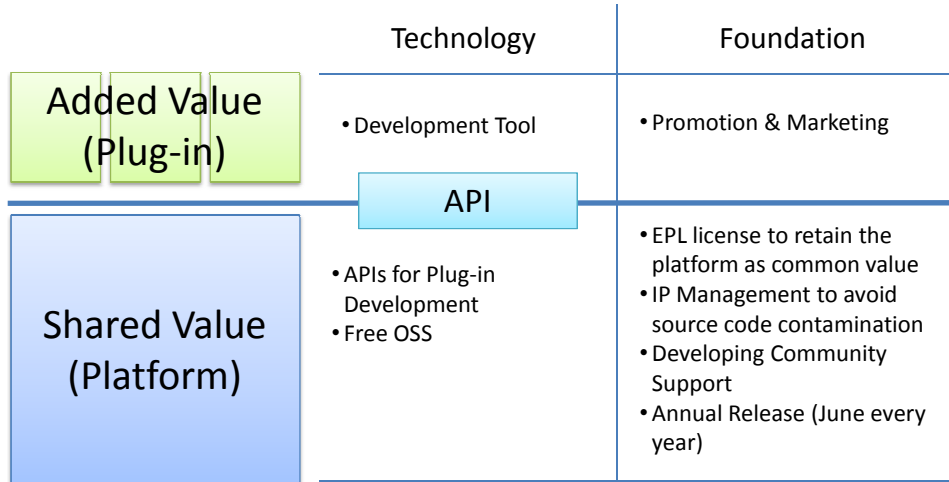 Technology
Foundation
Added Value
(Plug-in)
• Development Tool
• Promotion & Marketing
API
Shared Value
(Platform)
• APIs for Plug-in
Development
• Free OSS
• EPL license to retain the
platform as common value
• IP Management to avoid
source code contamination
• Developing Community
Support
• Annual Release (June every
year)